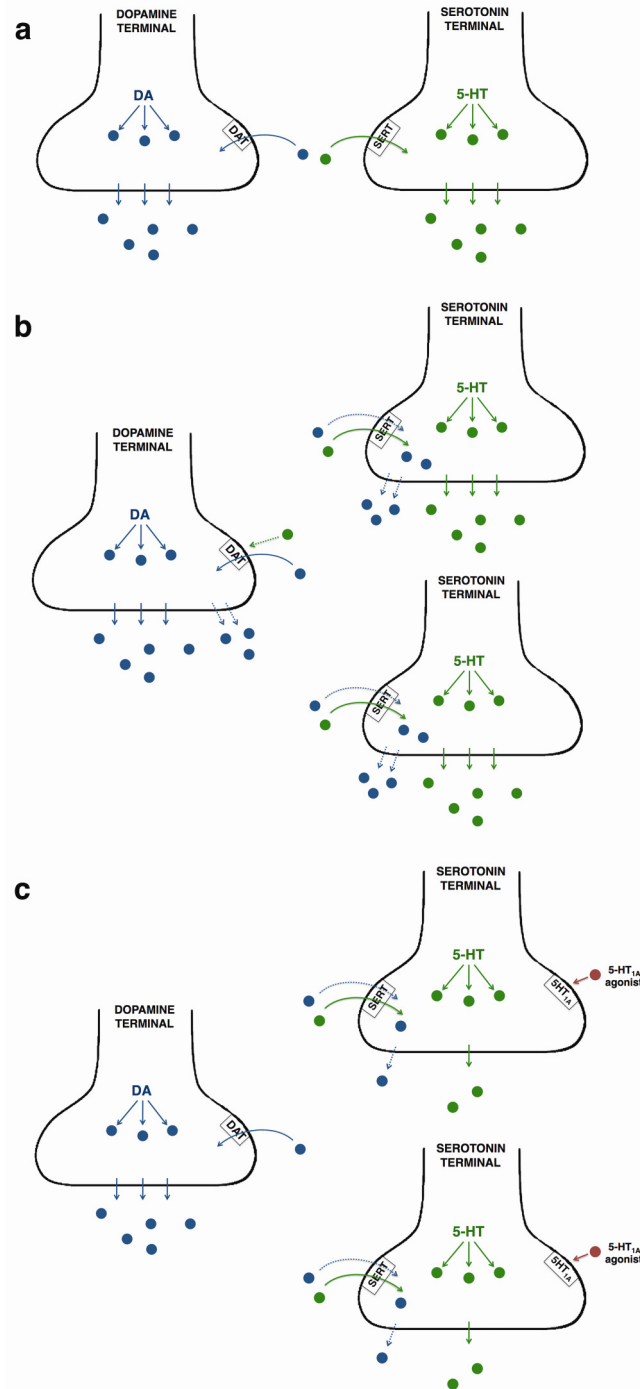 a
DOPAMINE
TERMINAL
DA
DAT
SEROTONIN
TERMINAL
5-HT
SERT
b
SEROTONIN
TERMINAL
5-HT
SERT
DOPAMINE
TERMINAL
DA
DAT
SEROTONIN
TERMINAL
5-HT
SERT
c
SEROTONIN
TERMINAL
5-HT
SERT
5HT1A
5-HT1A
agonist
DOPAMINE
TERMINAL
DA
DAT
SEROTONIN
TERMINAL
5-HT
SERT
5HT1A
5-HT1A
agonist